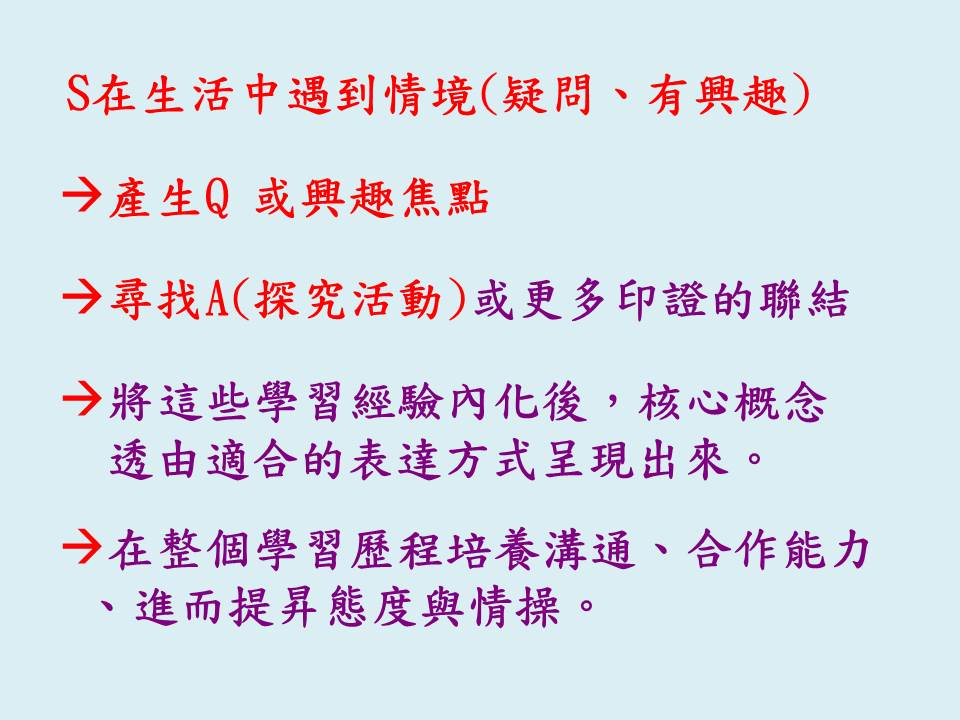 S在生活中遇到情境(疑問、有興趣)
→產生Q 或興趣焦點
→尋找A(探究活動)或更多印證的聯結
→將這些學習經驗內化後，核心概念
透由適合的表達方式呈現出來。
→在整個學習歷程培養溝通、合作能力
、進而提昇態度與情操。